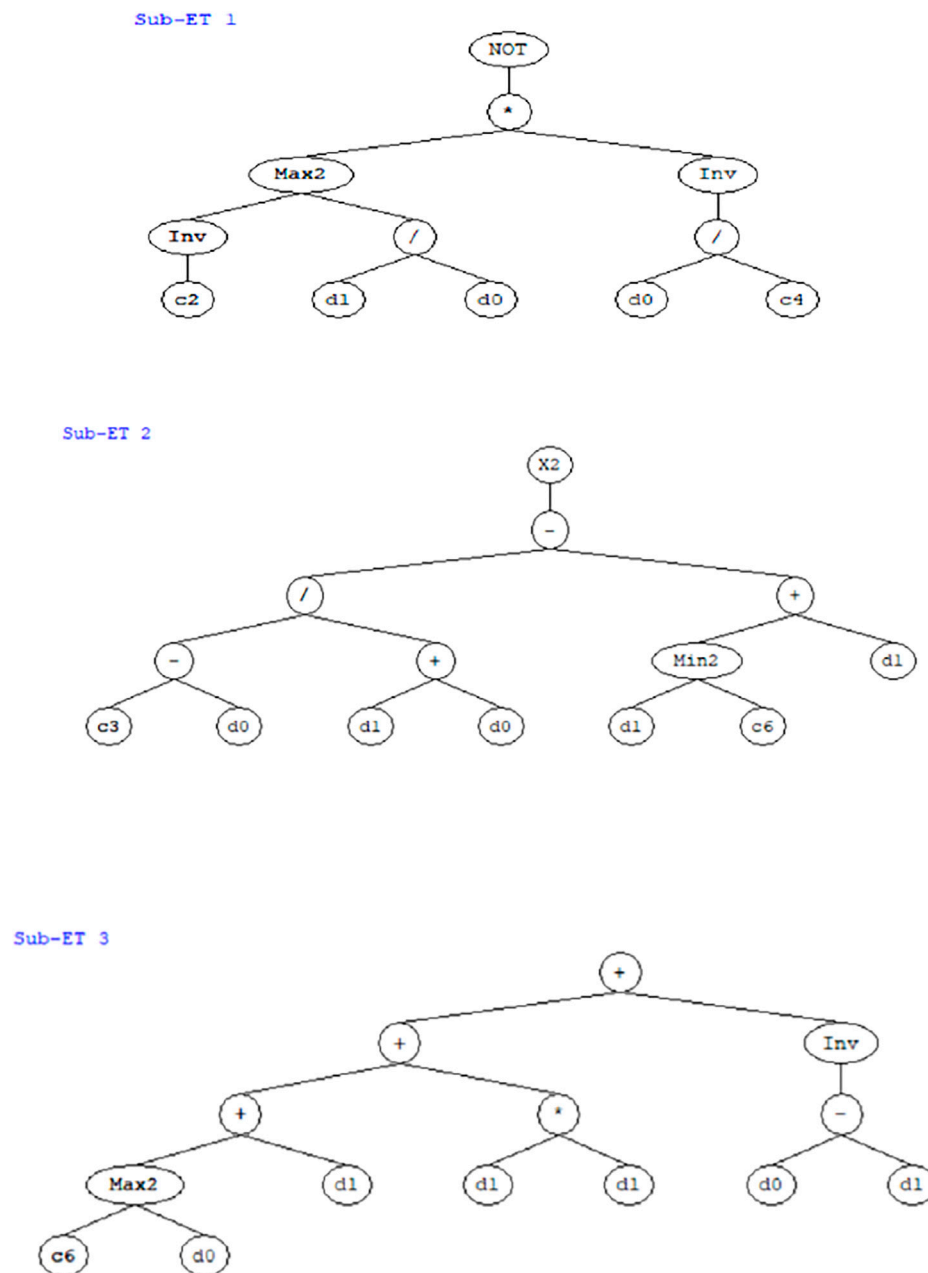 Sub-ET 1
NOT
*
Max2 Inv
Inv / /
c2 d1 d0 d0 c4
Sub-ET 2
X2
-
/ +
- + Min2 d1
c3 d0 d1 d0 d1 c6
Sub-ET 3
+
+ Inv
+ * -
Max2 d1 d1 d1 d0 d1
c6 d0